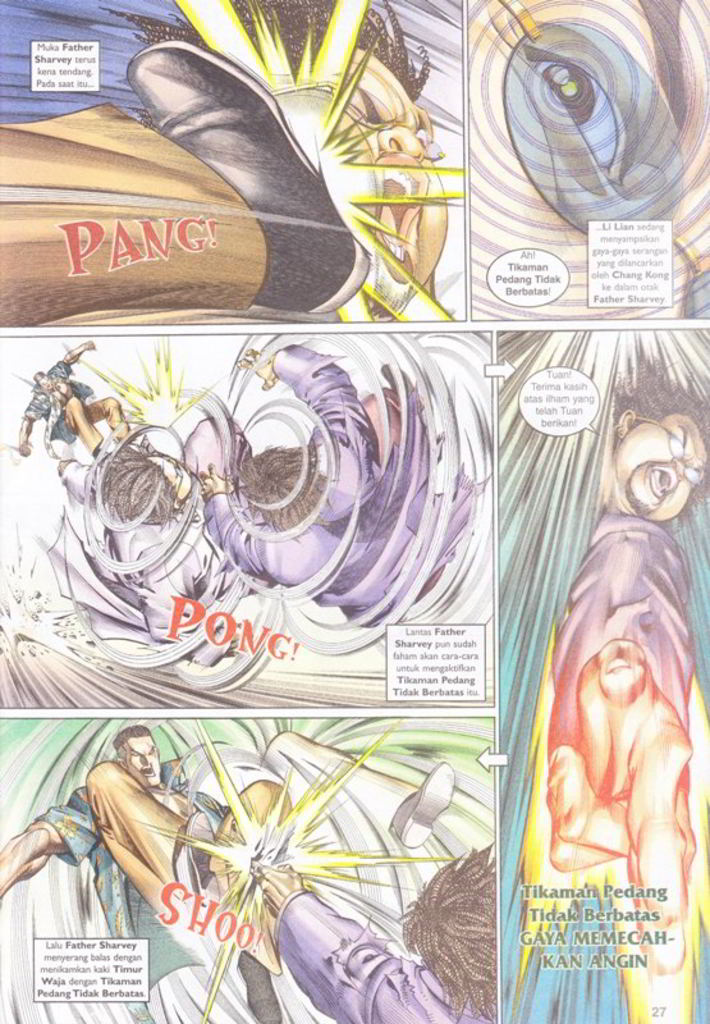 Muka Father
Sharvey terus
kena tendang.
Pada saat itu...
PANG!
Ah!
Tikaman
Pedang Tidak
Berbatas!
...Li Lian sedang
menyampaikan
gaya-gaya serangan
yang dilancarkan
oleh Chang Kong
ke dalam otak
Father Sharvey.
PONG!
Lantas Father
Sharvey pun sudah
faham akan cara-cara
untuk mengaktifkan
Tikaman Pedang
Tidak Berbatas itu.
Tuan!
Terima kasih
atas ilham yang
telah Tuan
berikan!
Tikaman Pedang
Tidak Berbatas
GAYA MEMECAH-
KAN ANGIN
SHOO!
Lalu Father Sharvey
menyerang balas dengan
menikamkan kaki Timur
Waja dengan Tikaman
Pedang Tidak Berbatas.
27